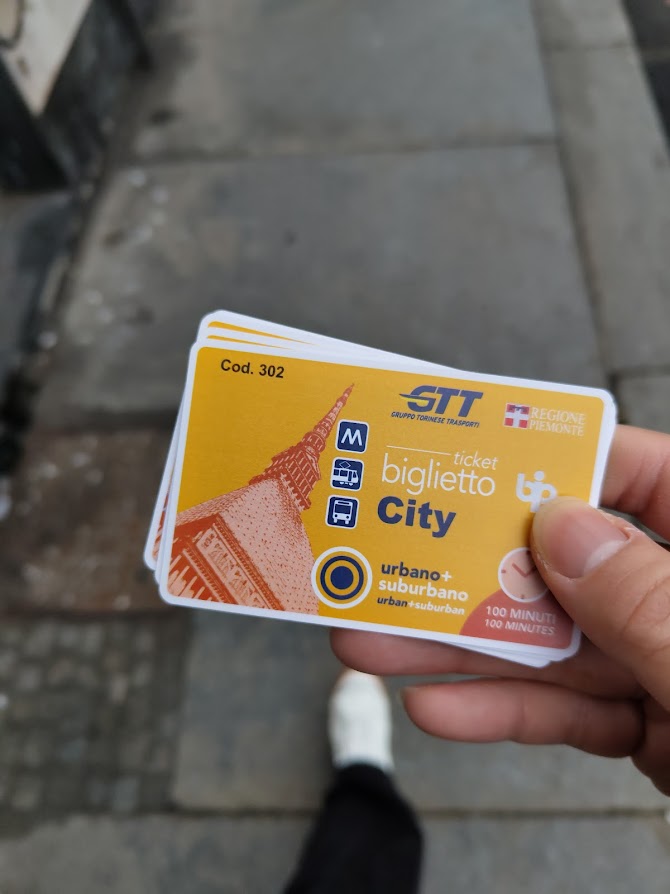 Cod. 302
GTT
GRUPPO TORINESE TRASPORTI
REGIONE
PIEMONTE
M
ticket
biglietto
City
bip
urbano+
suburbano
urban+suburban
100 MINUTI
100 MINUTES